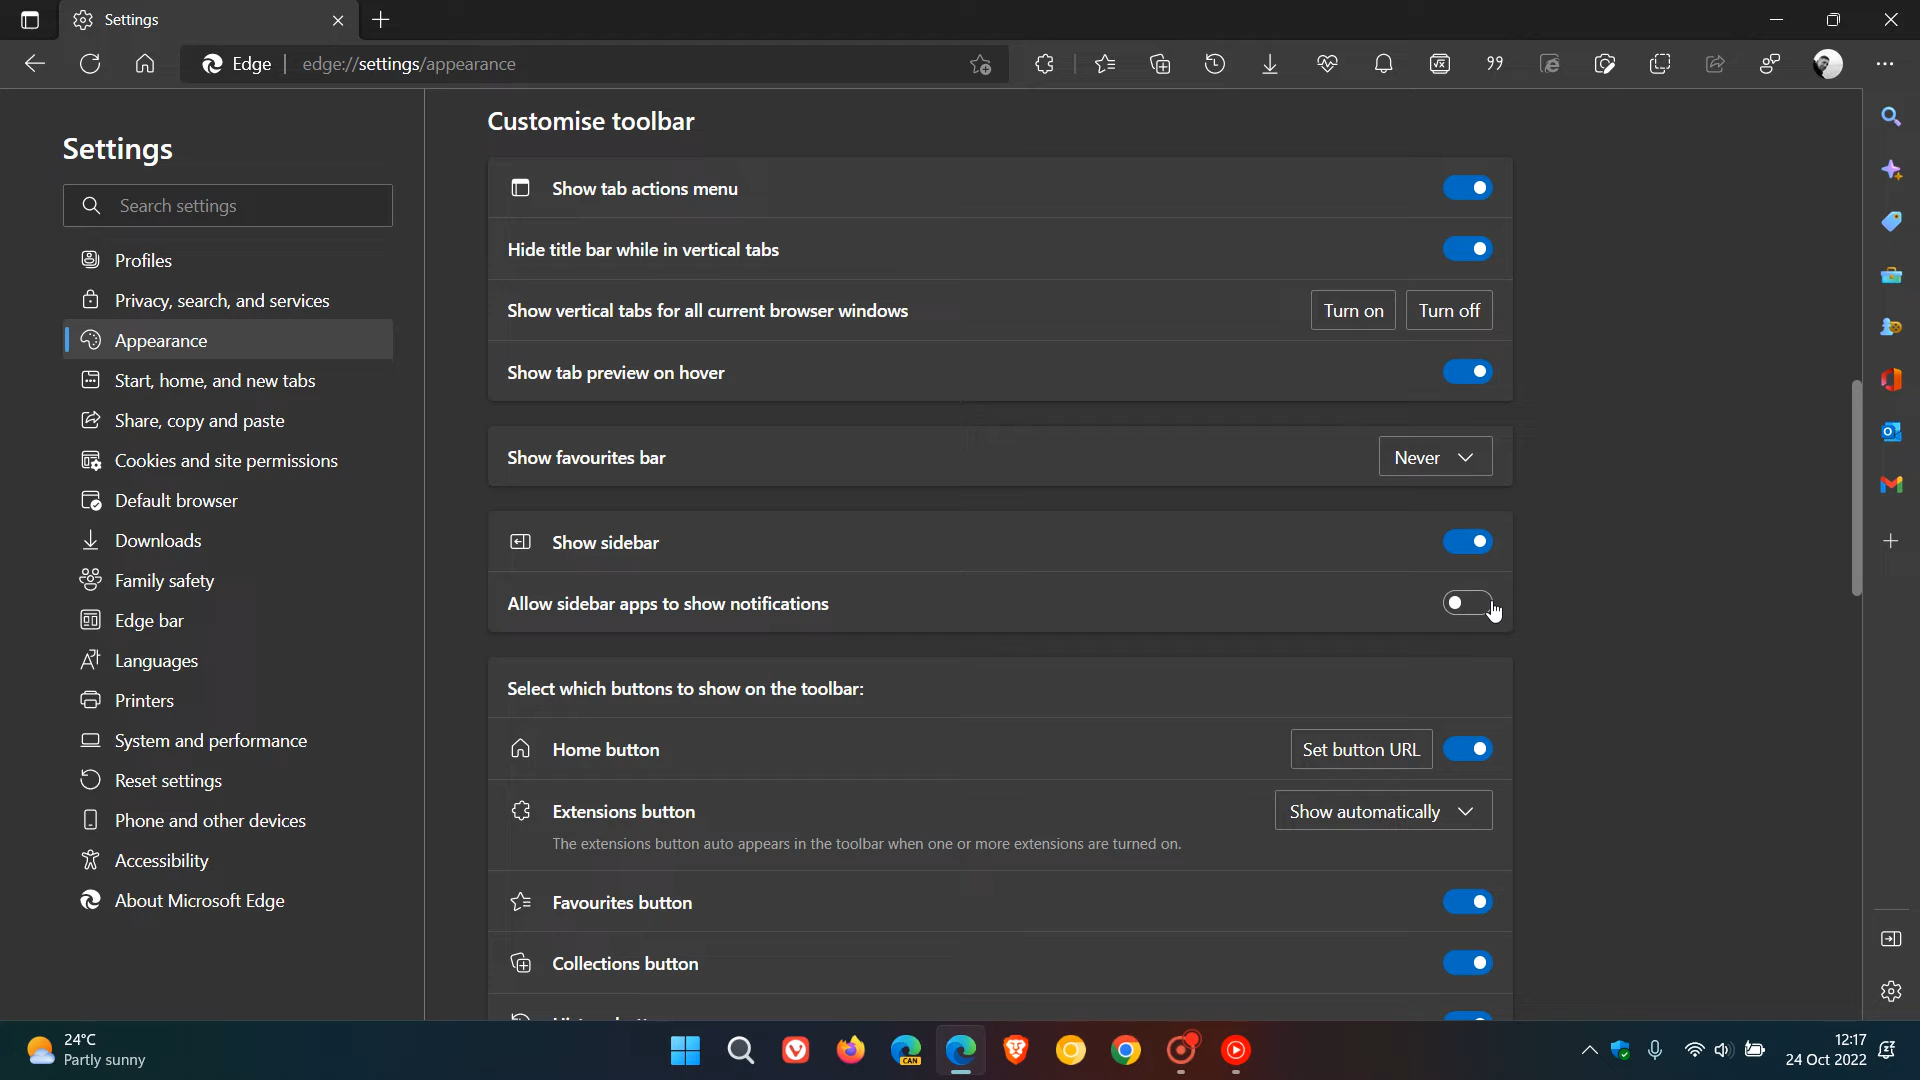 Settings
Edge
edge://settings/appearance
Settings
Search settings
Profiles
Privacy, search, and services
Appearance
Start, home, and new tabs
Share, copy and paste
Cookies and site permissions
Default browser
Downloads
Family safety
Edge bar
Languages
Printers
System and performance
Reset settings
Phone and other devices
Accessibility
About Microsoft Edge
Customise toolbar
Show tab actions menu
Hide title bar while in vertical tabs
Show vertical tabs for all current browser windows
Turn on
Turn off
Show tab preview on hover
Show favourites bar
Never
Show sidebar
Allow sidebar apps to show notifications
Select which buttons to show on the toolbar:
Home button
Set button URL
Extensions button
Show automatically
The extensions button auto appears in the toolbar when one or more extensions are turned on.
Favourites button
Collections button
24°C
Partly sunny
CAN
12:17
24 Oct 2022